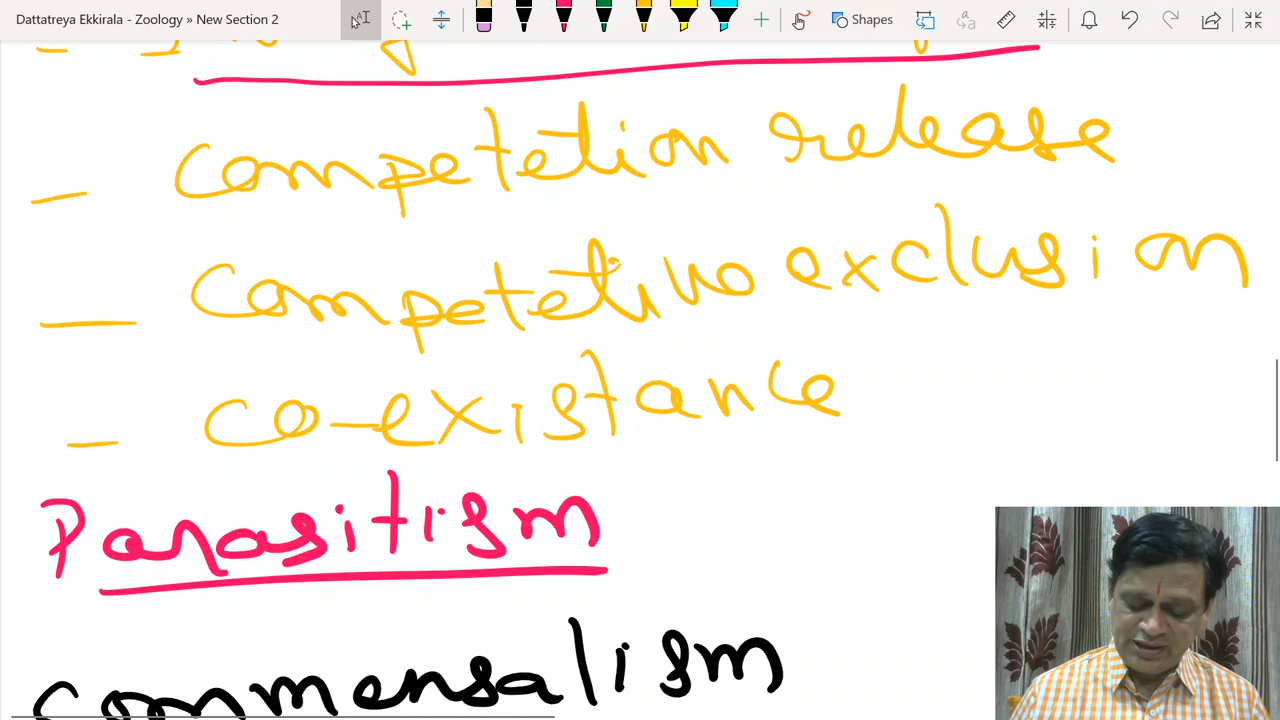 Dattatreya Ekkirala - Zoology » New Section 2
Shapes
- competetion release
- competetive exclusion
- co-existance
Parasitism
commensalism